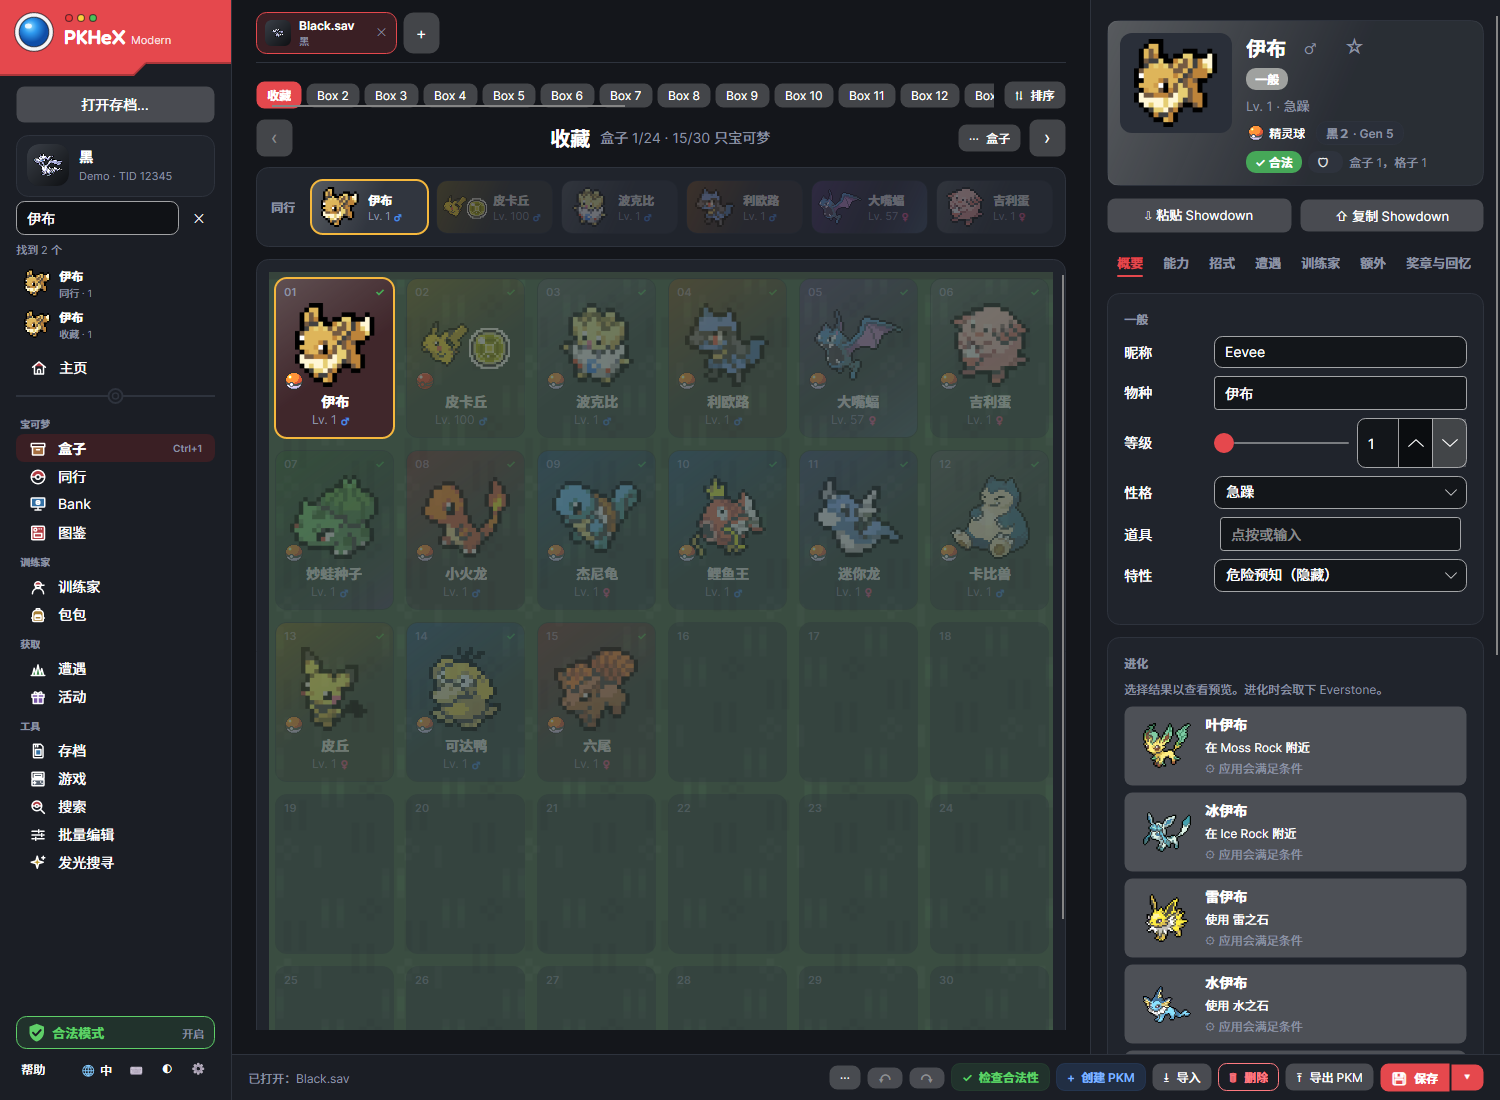 PKHeX Modern
打开存档...
黑
Demo · TID 12345
伊布
找到 2 个
伊布
同行 · 1
伊布
收藏 · 1
主页
宝可梦
盒子 Ctrl+1
同行
Bank
图鉴
训练家
训练家
包包
获取
遭遇
活动
工具
存档
游戏
搜索
批量编辑
发光搜寻
合法模式 开启
帮助 中
Black.sav
黑
+
收藏 Box 2 Box 3 Box 4 Box 5 Box 6 Box 7 Box 8 Box 9 Box 10 Box 11 Box 12 Box 排序
收藏 盒子 1/24 · 15/30 只宝可梦 ··· 盒子
同行
伊布
Lv. 1 ♂
皮卡丘
Lv. 100 ♂
波克比
Lv. 1 ♂
利欧路
Lv. 1 ♂
大嘴蝠
Lv. 57 ♀
吉利蛋
Lv. 1 ♀
01 02 03 04 05 06
伊布 皮卡丘 波克比 利欧路 大嘴蝠 吉利蛋
Lv. 1 ♂ Lv. 100 ♂ Lv. 1 ♂ Lv. 1 ♂ Lv. 57 ♀ Lv. 1 ♀
07 08 09 10 11 12
妙蛙种子 小火龙 杰尼龟 鲤鱼王 迷你龙 卡比兽
Lv. 1 ♂ Lv. 1 ♂ Lv. 1 ♀ Lv. 1 ♂ Lv. 1 ♀ Lv. 1 ♂
13 14 15 16 17 18
皮丘 可达鸭 六尾
Lv. 1 ♀ Lv. 1 ♂ Lv. 1 ♀
19 20 21 22 23 24
25 26 27 28 29 30
伊布 ♂ ☆
一般
Lv. 1 · 急躁
精灵球 黑 2 · Gen 5
✓ 合法 盒子 1，格子 1
⇩ 粘贴 Showdown
⇧ 复制 Showdown
概要 能力 招式 遭遇 训练家 额外 奖章与回忆
一般
昵称 Eevee
物种 伊布
等级 1
性格 急躁
道具 点按或输入
特性 危险预知（隐藏）
进化
选择结果以查看预览。进化时会取下 Everstone。
叶伊布
在 Moss Rock 附近
应用会满足条件
冰伊布
在 Ice Rock 附近
应用会满足条件
雷伊布
使用 雷之石
应用会满足条件
水伊布
使用 水之石
应用会满足条件
已打开：Black.sav
··· ✓ 检查合法性 + 创建 PKM 导入 删除 导出 PKM 保存